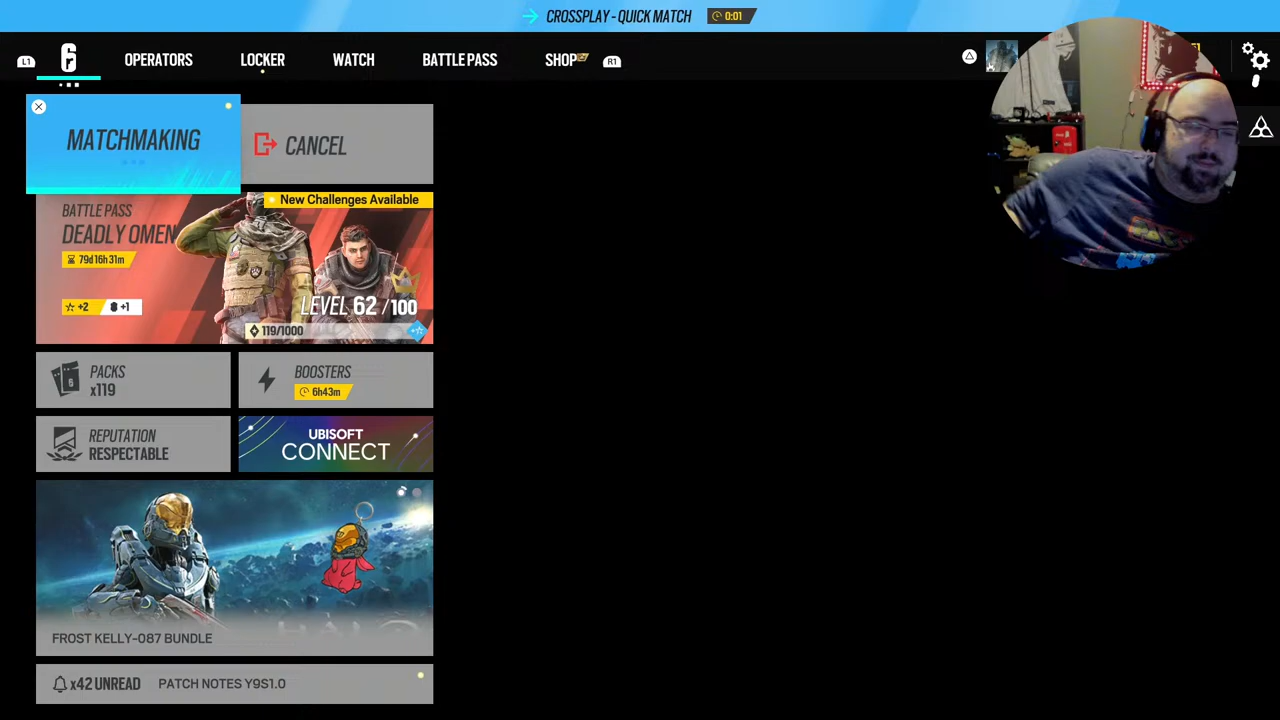 CROSSPLAY - QUICK MATCH 0:01
L1 OPERATORS LOCKER WATCH BATTLE PASS SHOP R1
MATCHMAKING
CANCEL
New Challenges Available
BATTLE PASS
DEADLY OMEN
79d16h31m
+2 +1
LEVEL 62 /100
119/1000
PACKS
x119
BOOSTERS
6h43m
REPUTATION
RESPECTABLE
UBISOFT
CONNECT
FROST KELLY-087 BUNDLE
x42 UNREAD PATCH NOTES Y9S1.0